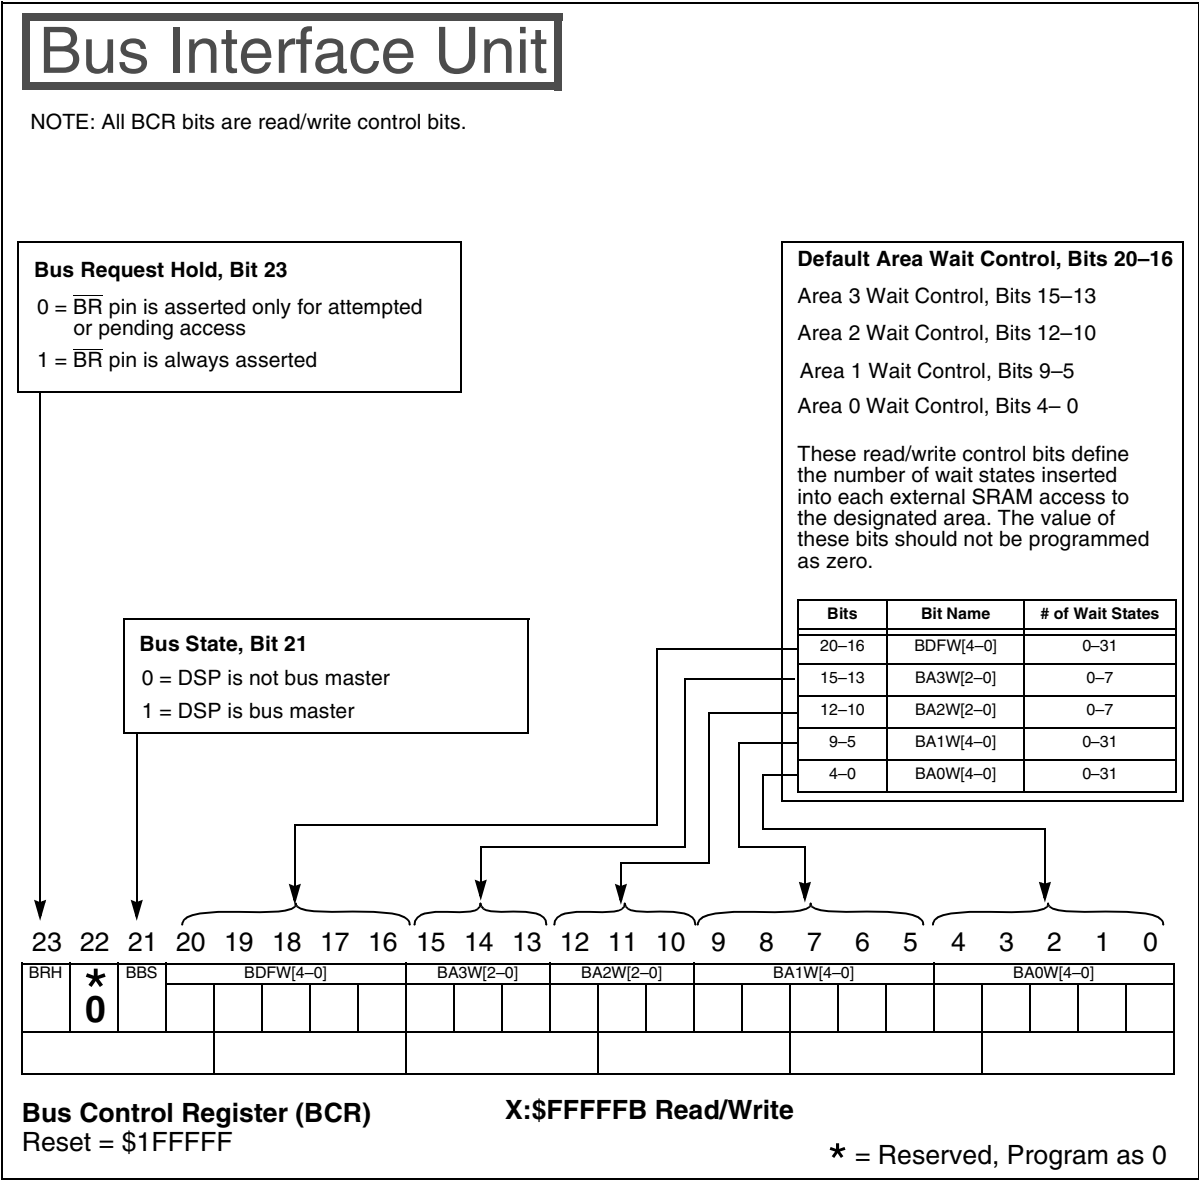 Bus Interface Unit
NOTE: All BCR bits are read/write control bits.
Bus Request Hold, Bit 23
0 = BR pin is asserted only for attempted
or pending access
1 = BR pin is always asserted
Default Area Wait Control, Bits 20–16
Area 3 Wait Control, Bits 15–13
Area 2 Wait Control, Bits 12–10
Area 1 Wait Control, Bits 9–5
Area 0 Wait Control, Bits 4– 0
These read/write control bits define
the number of wait states inserted
into each external SRAM access to
the designated area. The value of
these bits should not be programmed
as zero.
Bits Bit Name # of Wait States
20–16 BDFW[4–0] 0–31
15–13 BA3W[2–0] 0–7
12–10 BA2W[2–0] 0–7
9–5 BA1W[4–0] 0–31
4–0 BA0W[4–0] 0–31
Bus State, Bit 21
0 = DSP is not bus master
1 = DSP is bus master
23 22 21 20 19 18 17 16 15 14 13 12 11 10 9 8 7 6 5 4 3 2 1 0
BRH * BBS BDFW[4–0] BA3W[2–0] BA2W[2–0] BA1W[4–0] BA0W[4–0]
0
Bus Control Register (BCR) X:$FFFFFB Read/Write
Reset = $1FFFFF
* = Reserved, Program as 0